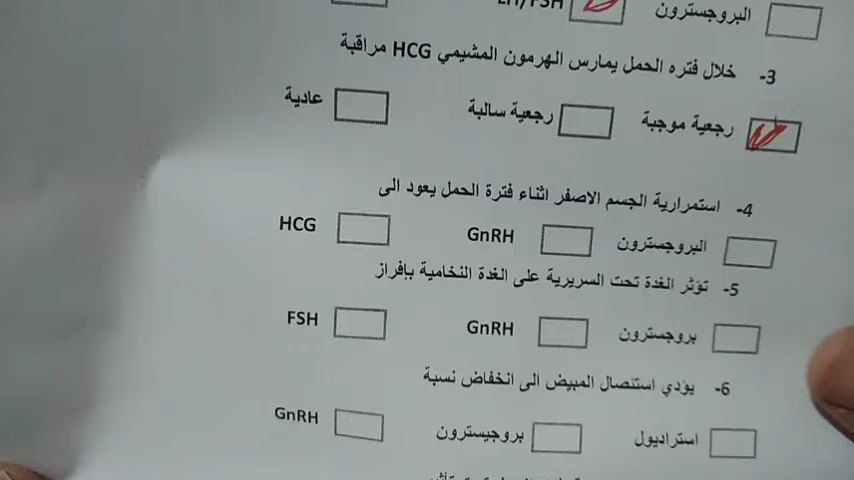 البروجسترون LH/FSH
3- خلال فتره الحمل يمارس الهرمون المشيمي HCG مراقبة
رجعية موجبة رجعية سالبة عادية
4- استمرارية الجسم الاصفر اثناء فترة الحمل يعود الى
البروجسترون GnRH HCG
5- تؤثر الغدة تحت السريرية على الغدة النخامية بإفراز
بروجسترون GnRH FSH
6- يؤدي استئصال المبيض الى انخفاض نسبة
استراديول بروجيسترون GnRH